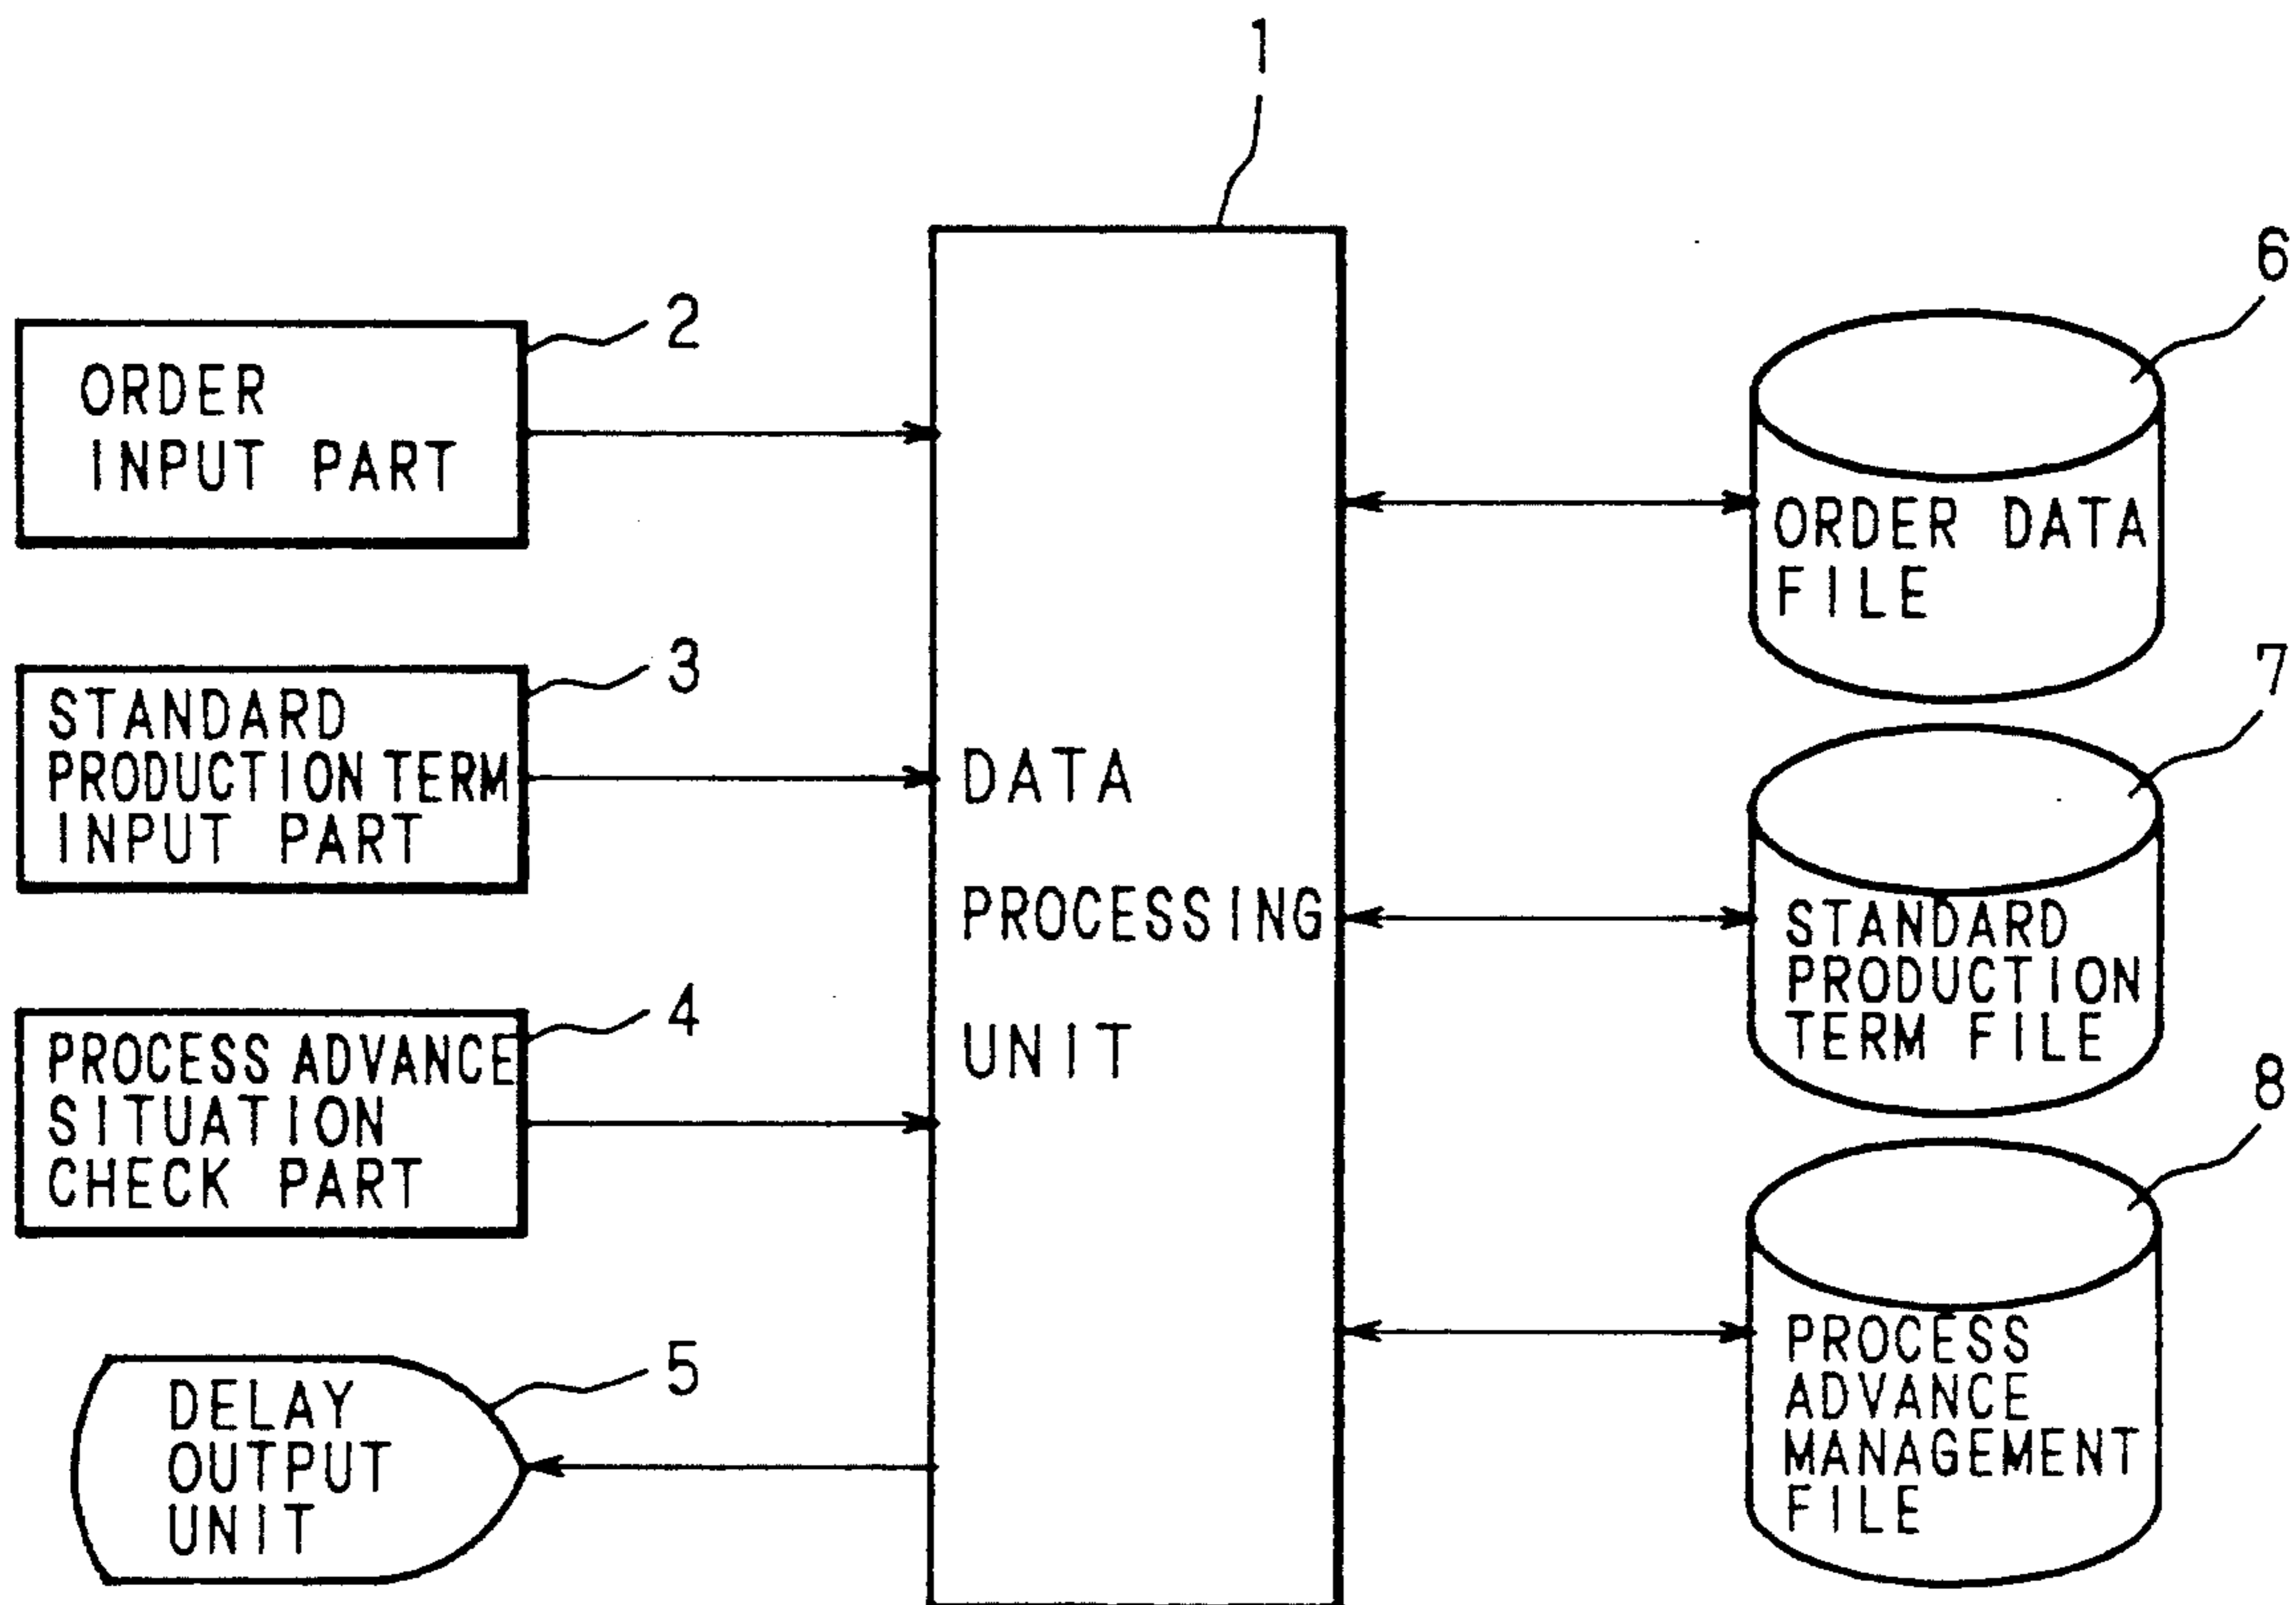 1
2
ORDER
INPUT PART
3
STANDARD
PRODUCTION TERM
INPUT PART
4
PROCESS ADVANCE
SITUATION
CHECK PART
5
DELAY
OUTPUT
UNIT
DATA
PROCESSING
UNIT
6
ORDER DATA
FILE
7
STANDARD
PRODUCTION
TERM FILE
8
PROCESS
ADVANCE
MANAGEMENT
FILE